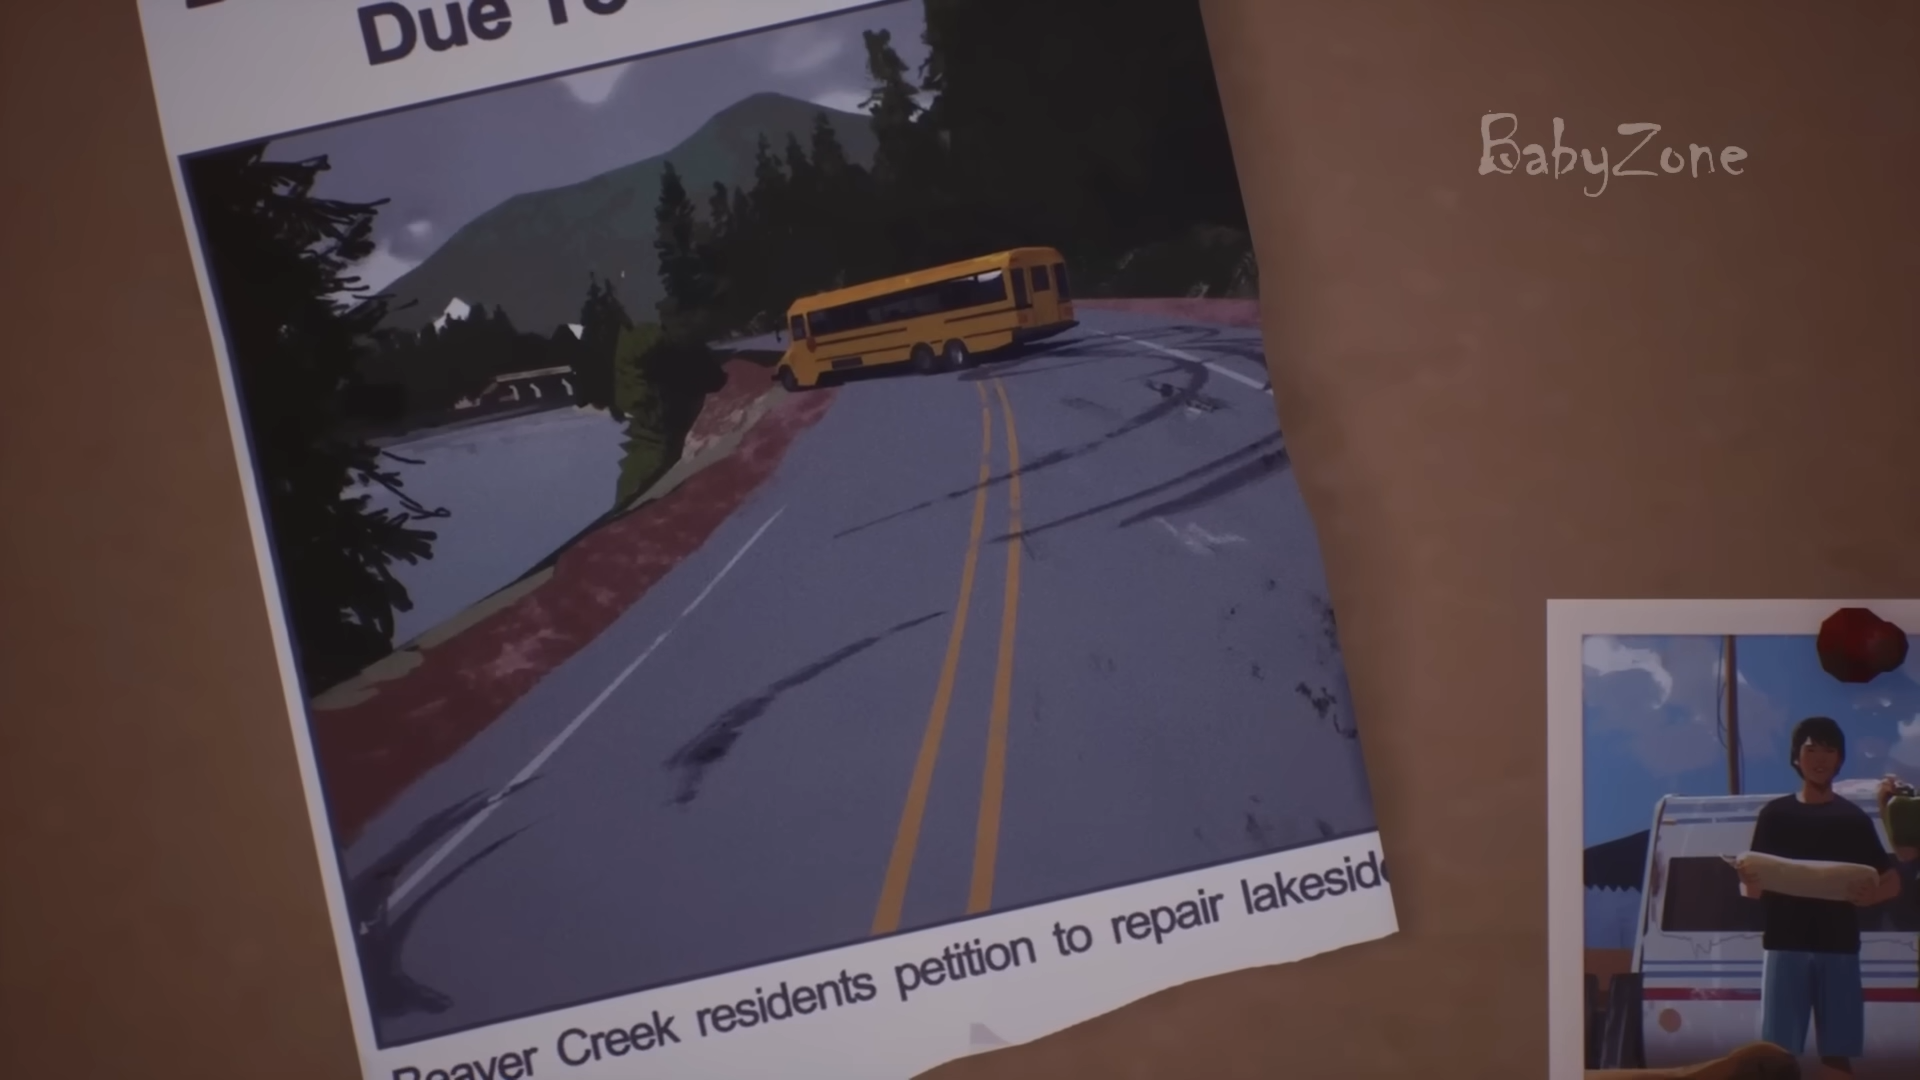 Due To
BabyZone
Beaver Creek residents petition to repair lakeside